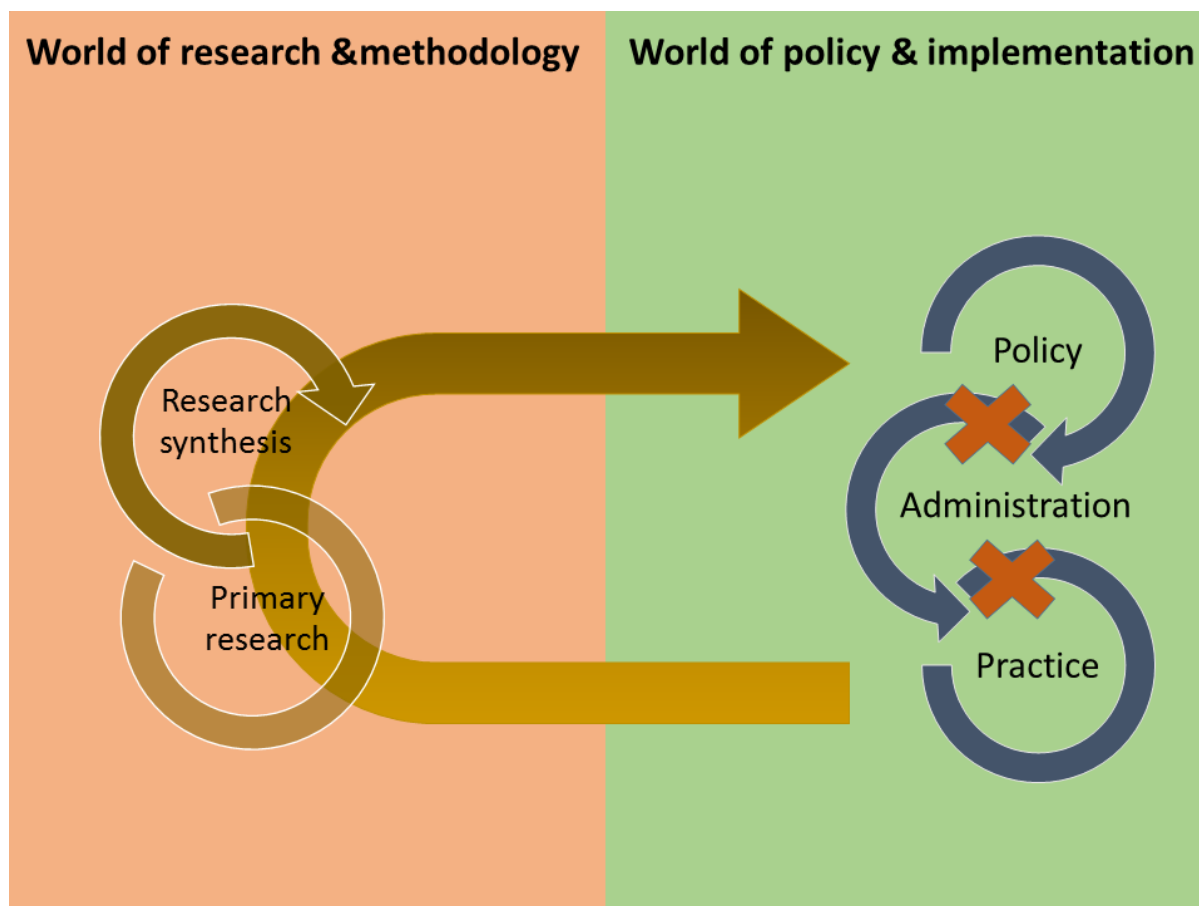 World of research &methodology
World of policy & implementation
Research
synthesis
Primary
research
Policy
Administration
Practice